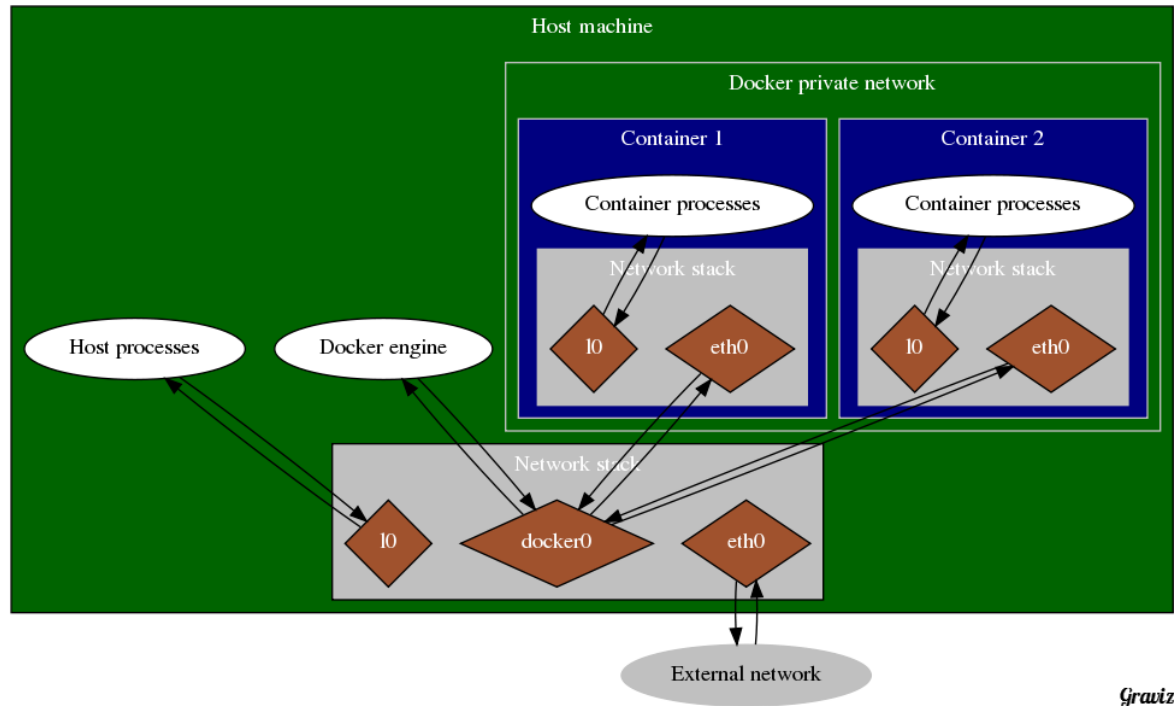 Host machine
Docker private network
Container 1
Container 2
Container processes
Container processes
Network stack
Network stack
Host processes
Docker engine
l0
eth0
l0
eth0
Network stack
l0
docker0
eth0
External network
Graviz